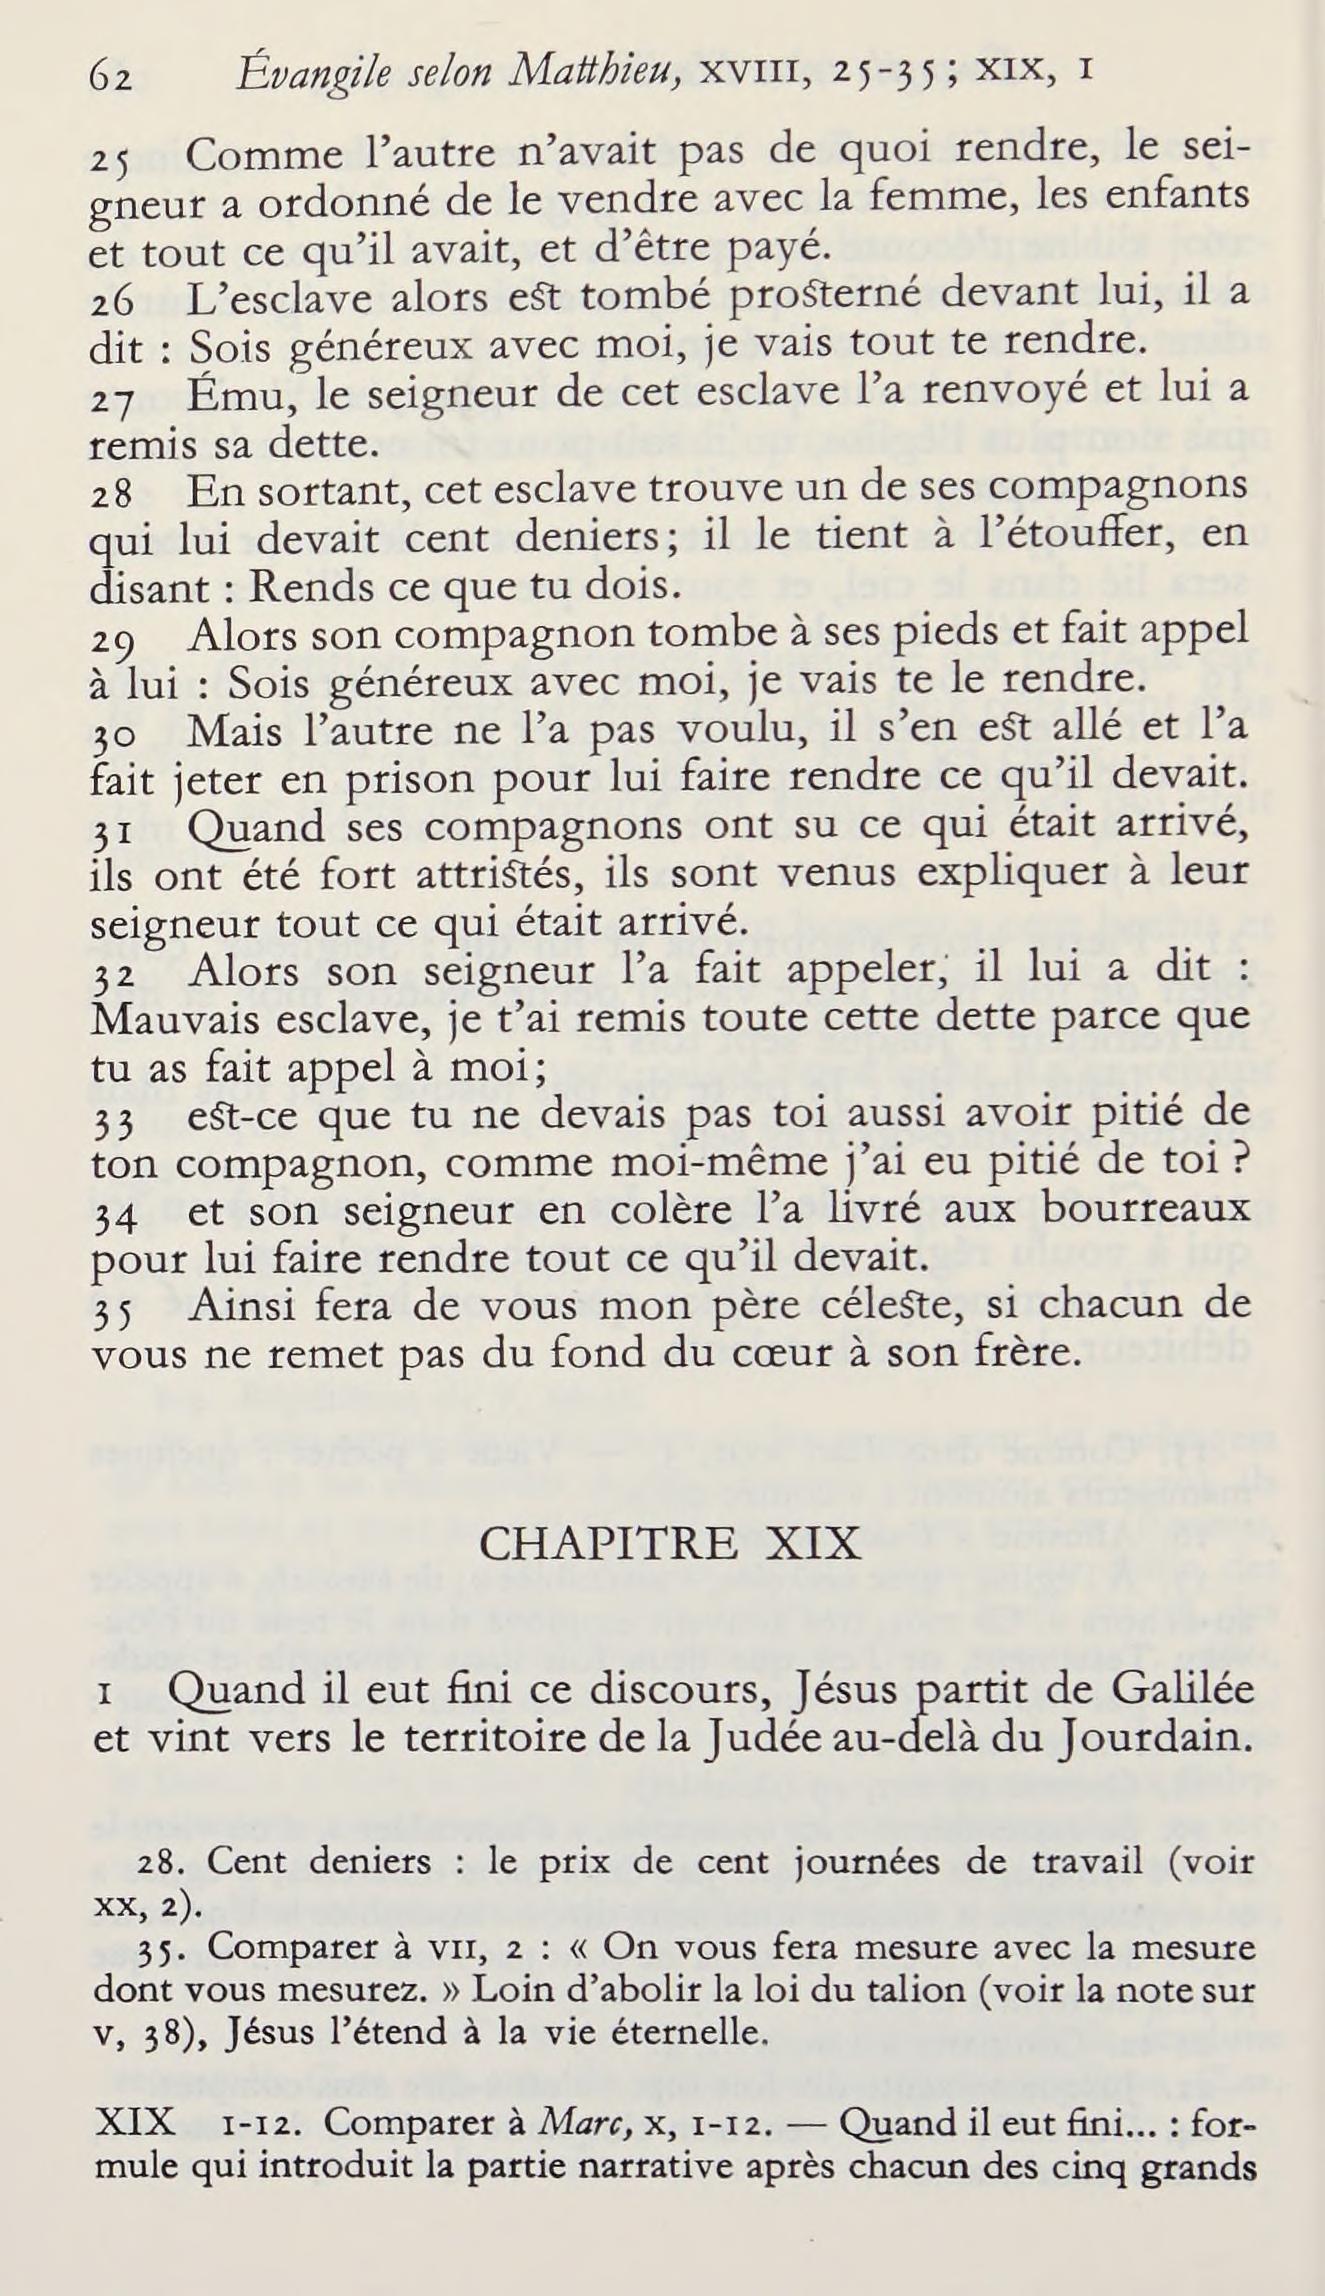 62 Évangile selon Matthieu, XVIII, 25-35; XIX, 1
25 Comme l’autre n’avait pas de quoi rendre, le sei-
gneur a ordonné de le vendre avec la femme, les enfants
et tout ce qu’il avait, et d’être payé.
26 L’esclave alors est tombé prosterné devant lui, il a
dit : Sois généreux avec moi, je vais tout te rendre.
27 Ému, le seigneur de cet esclave l’a renvoyé et lui a
remis sa dette.
28 En sortant, cet esclave trouve un de ses compagnons
qui lui devait cent deniers; il le tient à l’étouffer, en
disant : Rends ce que tu dois.
29 Alors son compagnon tombe à ses pieds et fait appel
à lui : Sois généreux avec moi, je vais te le rendre.
30 Mais l’autre ne l’a pas voulu, il s’en est allé et l’a
fait jeter en prison pour lui faire rendre ce qu’il devait.
31 Quand ses compagnons ont su ce qui était arrivé,
ils ont été fort attristés, ils sont venus expliquer à leur
seigneur tout ce qui était arrivé.
32 Alors son seigneur l’a fait appeler, il lui a dit :
Mauvais esclave, je t’ai remis toute cette dette parce que
tu as fait appel à moi;
33 est-ce que tu ne devais pas toi aussi avoir pitié de
ton compagnon, comme moi-même j’ai eu pitié de toi ?
34 et son seigneur en colère l’a livré aux bourreaux
pour lui faire rendre tout ce qu’il devait.
35 Ainsi fera de vous mon père céleste, si chacun de
vous ne remet pas du fond du cœur à son frère.
CHAPITRE XIX
1 Quand il eut fini ce discours, Jésus partit de Galilée
et vint vers le territoire de la Judée au-delà du Jourdain.
28. Cent deniers : le prix de cent journées de travail (voir
XX, 2).
35. Comparer à VII, 2 : « On vous fera mesure avec la mesure
dont vous mesurez. » Loin d’abolir la loi du talion (voir la note sur
V, 38), Jésus l’étend à la vie éternelle.
XIX 1-12. Comparer à Marc, X, 1-12. — Quand il eut fini... : for-
mule qui introduit la partie narrative après chacun des cinq grands